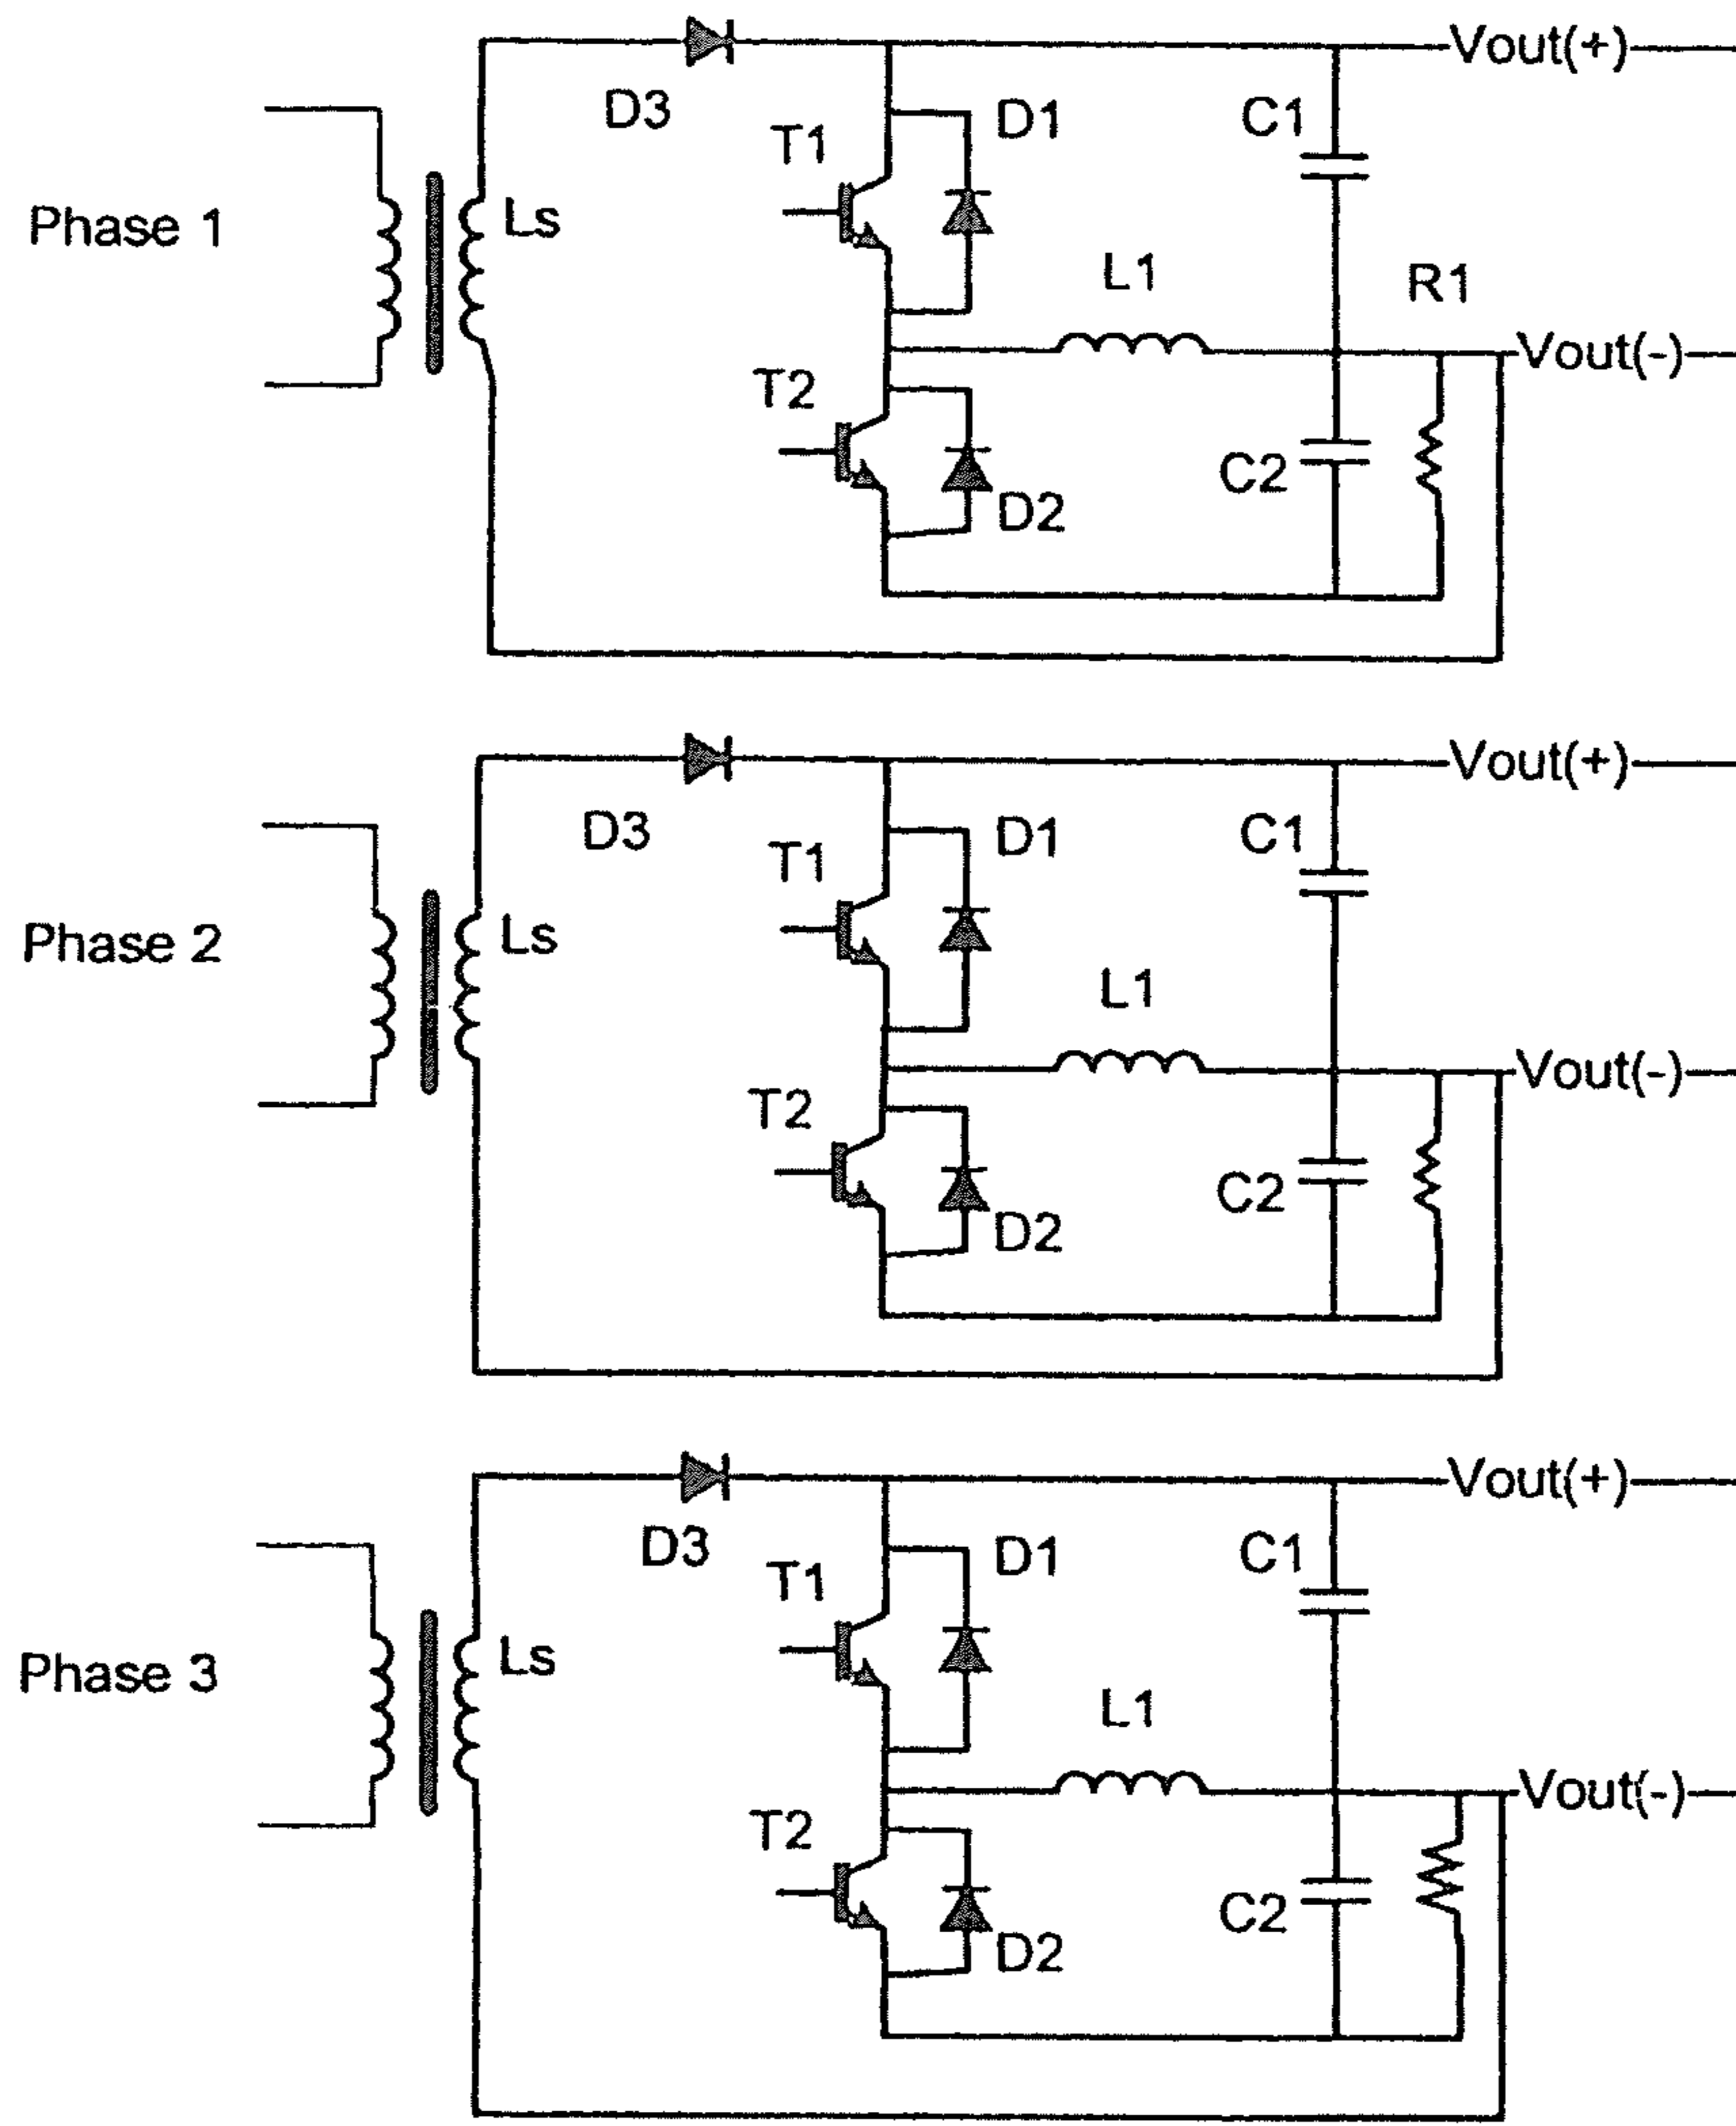 Vout(+)
D3
D1
C1
T1
Phase 1
Ls
L1
R1
Vout(-)
T2
C2
D2
Vout(+)
D3
D1
C1
T1
Phase 2
Ls
L1
Vout(-)
T2
C2
D2
Vout(+)
D3
D1
C1
T1
Phase 3
Ls
L1
Vout(-)
T2
C2
D2